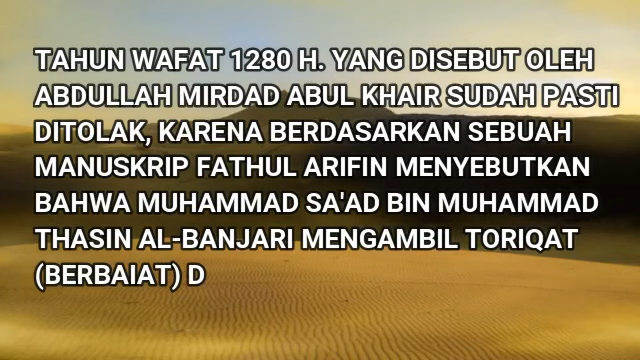 TAHUN WAFAT 1280 H. YANG DISEBUT OLEH
ABDULLAH MIRDAD ABUL KHAIR SUDAH PASTI
DITOLAK, KARENA BERDASARKAN SEBUAH
MANUSKRIP FATHUL ARIFIN MENYEBUTKAN
BAHWA MUHAMMAD SA'AD BIN MUHAMMAD
THASIN AL-BANJARI MENGAMBIL TORIQAT
(BERBAIAT) D